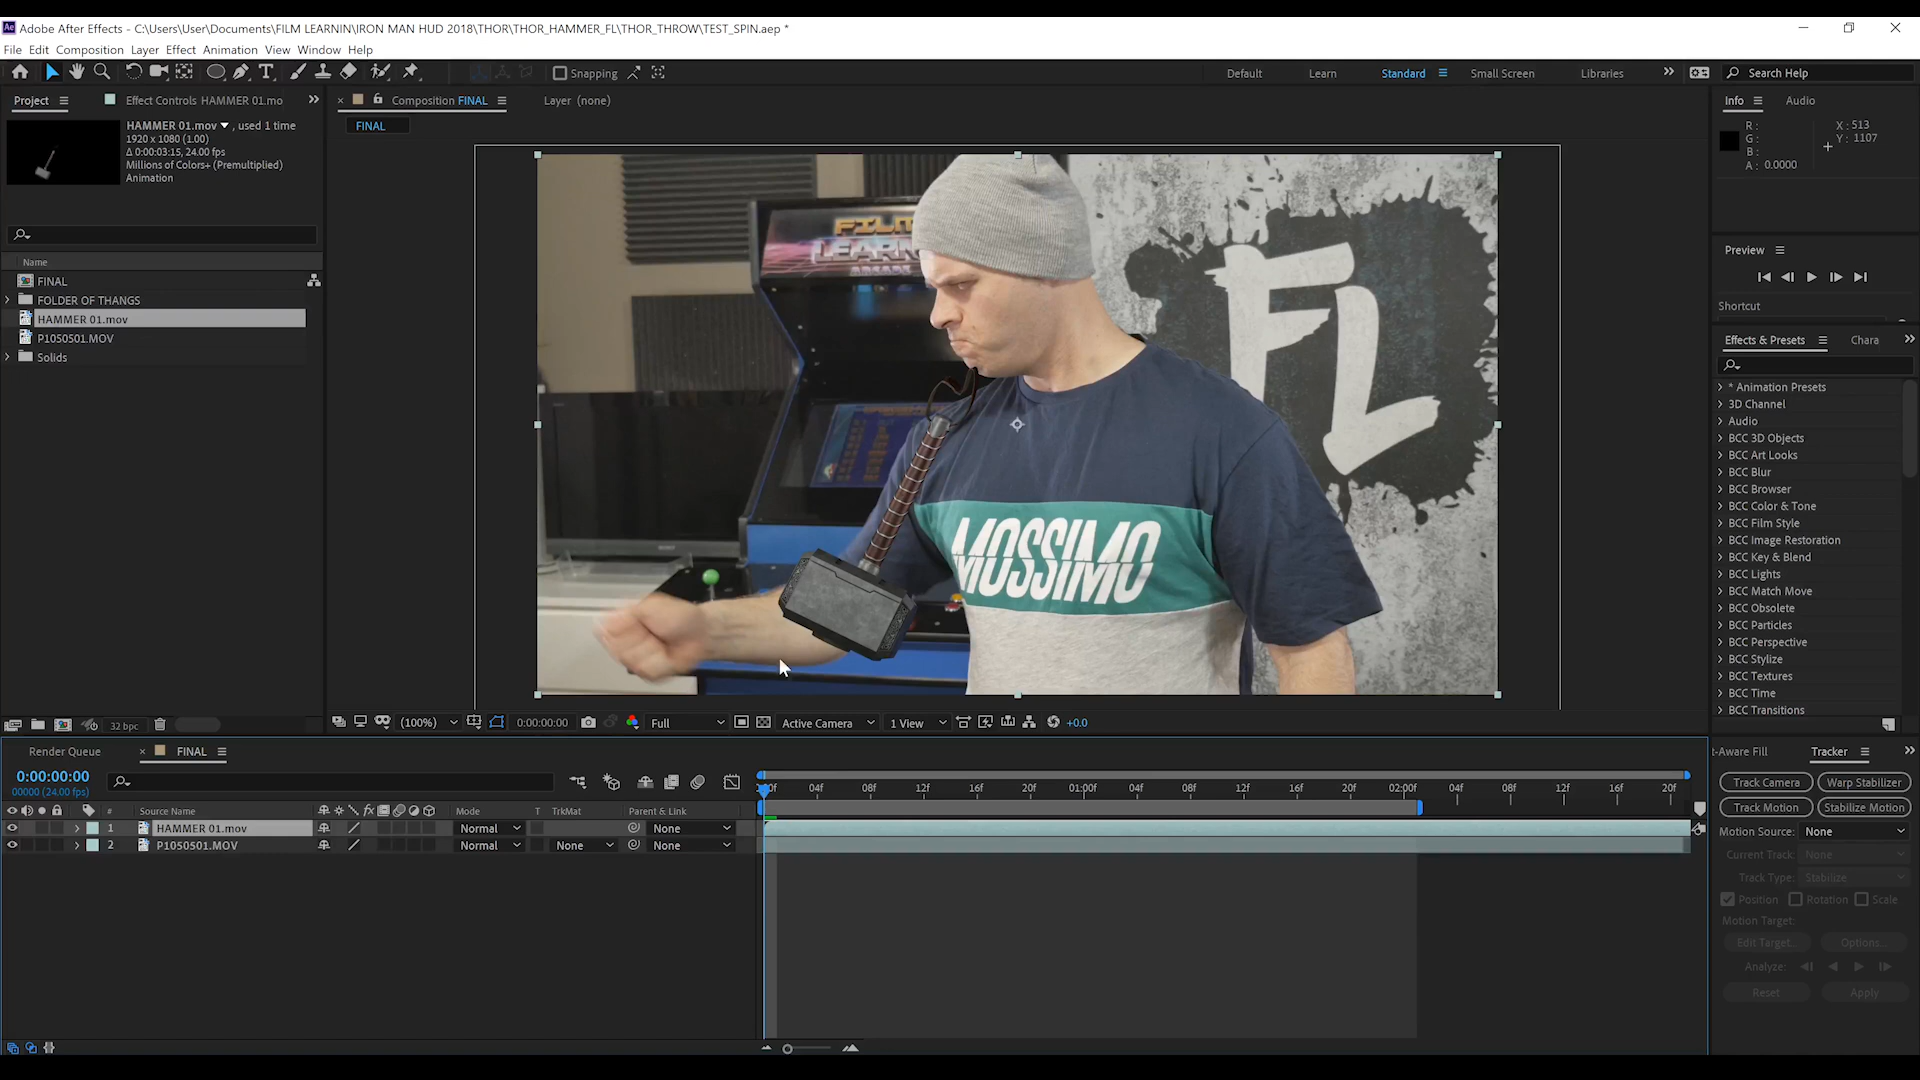 Adobe After Effects - C:\Users\User\Documents\FILM LEARNIN\IRON MAN HUD 2018\THOR\THOR_HAMMER_FL\THOR_THROW\TEST_SPIN.aep *
File Edit Composition Layer Effect Animation View Window Help
Snapping Default Learn Standard Small Screen Libraries Search Help
Project Effect Controls HAMMER 01.mo
Composition FINAL Layer (none)
Info Audio
FINAL
HAMMER 01.mov , used 1 time
1920 x 1080 (1.00)
Δ 0:00:03:15, 24.00 fps
Millions of Colors+ (Premultiplied)
Animation
R :
G :
B :
A : 0.0000
X : 513
Y : 1107
FILM
LEARN
ARCADE
FL
MOSSIMO
SONY
Name
FINAL
FOLDER OF THANGS
HAMMER 01.mov
P1050501.MOV
Solids
Preview
Shortcut
Effects & Presets Chara
* Animation Presets
3D Channel
Audio
BCC 3D Objects
BCC Art Looks
BCC Blur
BCC Browser
BCC Color & Tone
BCC Film Style
BCC Image Restoration
BCC Key & Blend
BCC Lights
BCC Match Move
BCC Obsolete
BCC Particles
BCC Perspective
BCC Stylize
BCC Textures
BCC Time
BCC Transitions
32 bpc
(100%) 0:00:00:00 Full Active Camera 1 View +0.0
Render Queue FINAL
0:00:00:00
00000 (24.00 fps)
:00f 04f 08f 12f 16f 20f 01:00f 04f 08f 12f 16f 20f 02:00f 04f 08f 12f 16f 20f
# Source Name Mode T TrkMat Parent & Link
1 HAMMER 01.mov Normal None
2 P1050501.MOV Normal None None
t-Aware Fill Tracker
Track Camera Warp Stabilizer
Track Motion Stabilize Motion
Motion Source: None
Current Track: None
Track Type: Stabilize
Position Rotation Scale
Motion Target:
Edit Target... Options...
Analyze:
Reset Apply